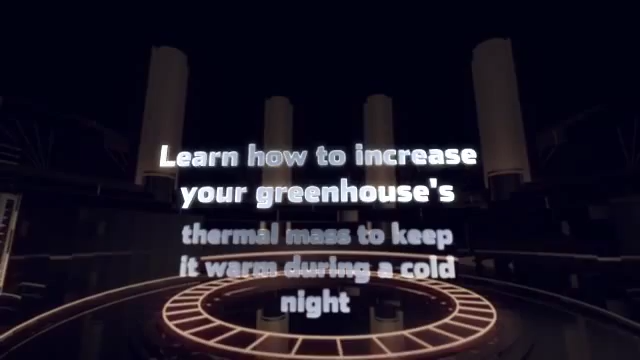 Learn how to increase
your greenhouse's
thermal mass to keep
it warm during a cold
night